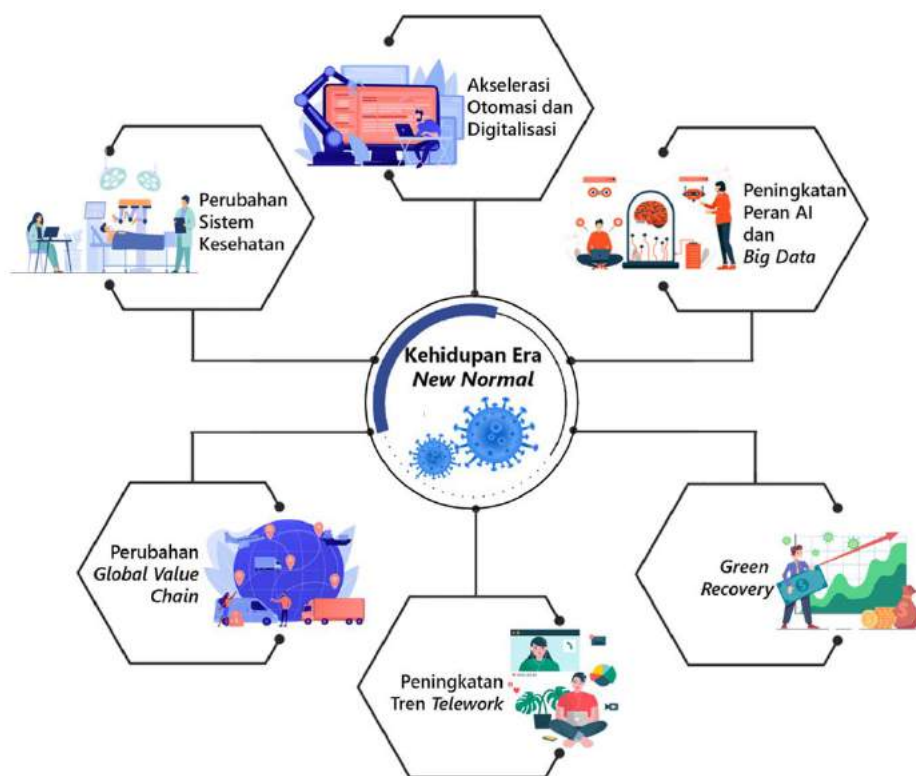 Akselerasi
Otomasi dan
Digitalisasi
Perubahan
Sistem
Kesehatan
Peningkatan
Peran AI
dan
Big Data
Kehidupan Era
New Normal
Perubahan
Global Value
Chain
Green
Recovery
Peningkatan
Tren Telework